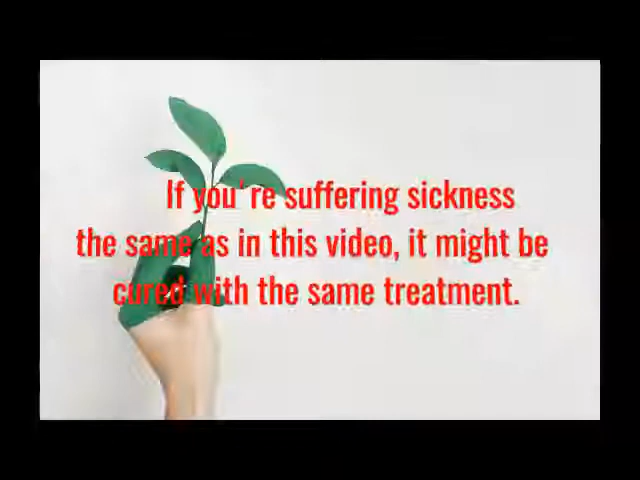 If you're suffering sickness
the same as in this video, it might be
cured with the same treatment.